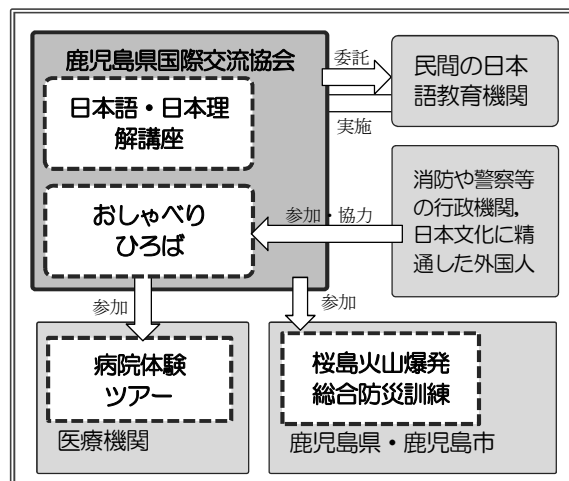 鹿児島県国際交流協会
日本語・日本理
解講座
おしゃべり
ひろば
委託
実施
民間の日本
語教育機関
参加・協力
消防や警察等
の行政機関，
日本文化に精
通した外国人
参加
病院体験
ツアー
医療機関
参加
桜島火山爆発
総合防災訓練
鹿児島県・鹿児島市